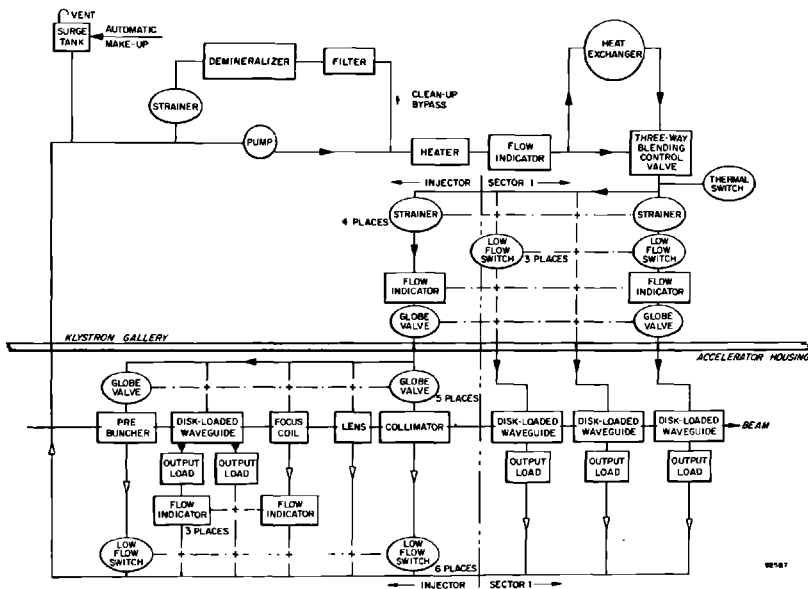 VENT
SURGE
TANK
AUTOMATIC
MAKE-UP
DEMINERALIZER
FILTER
HEAT
EXCHANGER
STRAINER
CLEAN-UP
BYPASS
PUMP
HEATER
FLOW
INDICATOR
THREE-WAY
BLENDING
CONTROL
VALVE
THERMAL
SWITCH
INJECTOR
SECTOR 1
4 PLACES
STRAINER
STRAINER
LOW
FLOW
SWITCH
3 PLACES
LOW
FLOW
SWITCH
FLOW
INDICATOR
FLOW
INDICATOR
GLOBE
VALVE
GLOBE
VALVE
KLYSTRON GALLERY
ACCELERATOR HOUSING
GLOBE
VALVE
GLOBE
VALVE
5 PLACES
PRE
BUNCHER
DISK-LOADED
WAVEGUIDE
FOCUS
COIL
LENS
COLLIMATOR
DISK-LOADED
WAVEGUIDE
DISK-LOADED
WAVEGUIDE
DISK-LOADED
WAVEGUIDE
BEAM
OUTPUT
LOAD
OUTPUT
LOAD
OUTPUT
LOAD
OUTPUT
LOAD
OUTPUT
LOAD
FLOW
INDICATOR
FLOW
INDICATOR
3 PLACES
LOW
FLOW
SWITCH
LOW
FLOW
SWITCH
6 PLACES
INJECTOR
SECTOR 1